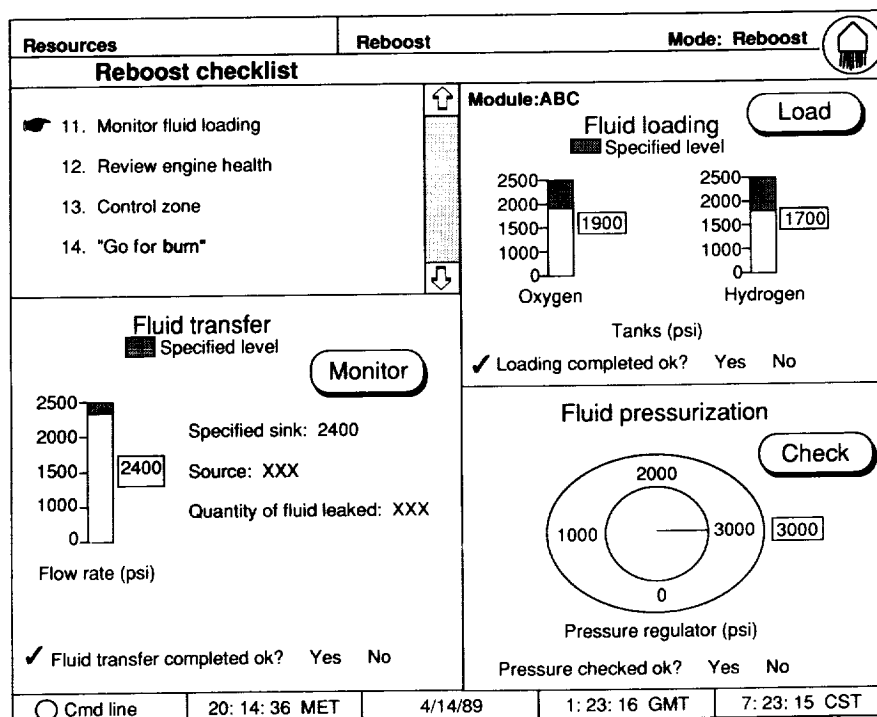 Resources
Reboost
Mode: Reboost
Reboost checklist
11. Monitor fluid loading
12. Review engine health
13. Control zone
14. "Go for burn"
Module:ABC
Load
Fluid loading
Specified level
2500
2000
1500
1000
0
1900
Oxygen
2500
2000
1500
1000
0
1700
Hydrogen
Tanks (psi)
✓ Loading completed ok? Yes No
Fluid transfer
Specified level
Monitor
2500
2000
1500
1000
0
2400
Specified sink: 2400
Source: XXX
Quantity of fluid leaked: XXX
Flow rate (psi)
✓ Fluid transfer completed ok? Yes No
Fluid pressurization
Check
2000
1000
3000
3000
0
Pressure regulator (psi)
Pressure checked ok? Yes No
Cmd line
20: 14: 36 MET
4/14/89
1: 23: 16 GMT
7: 23: 15 CST